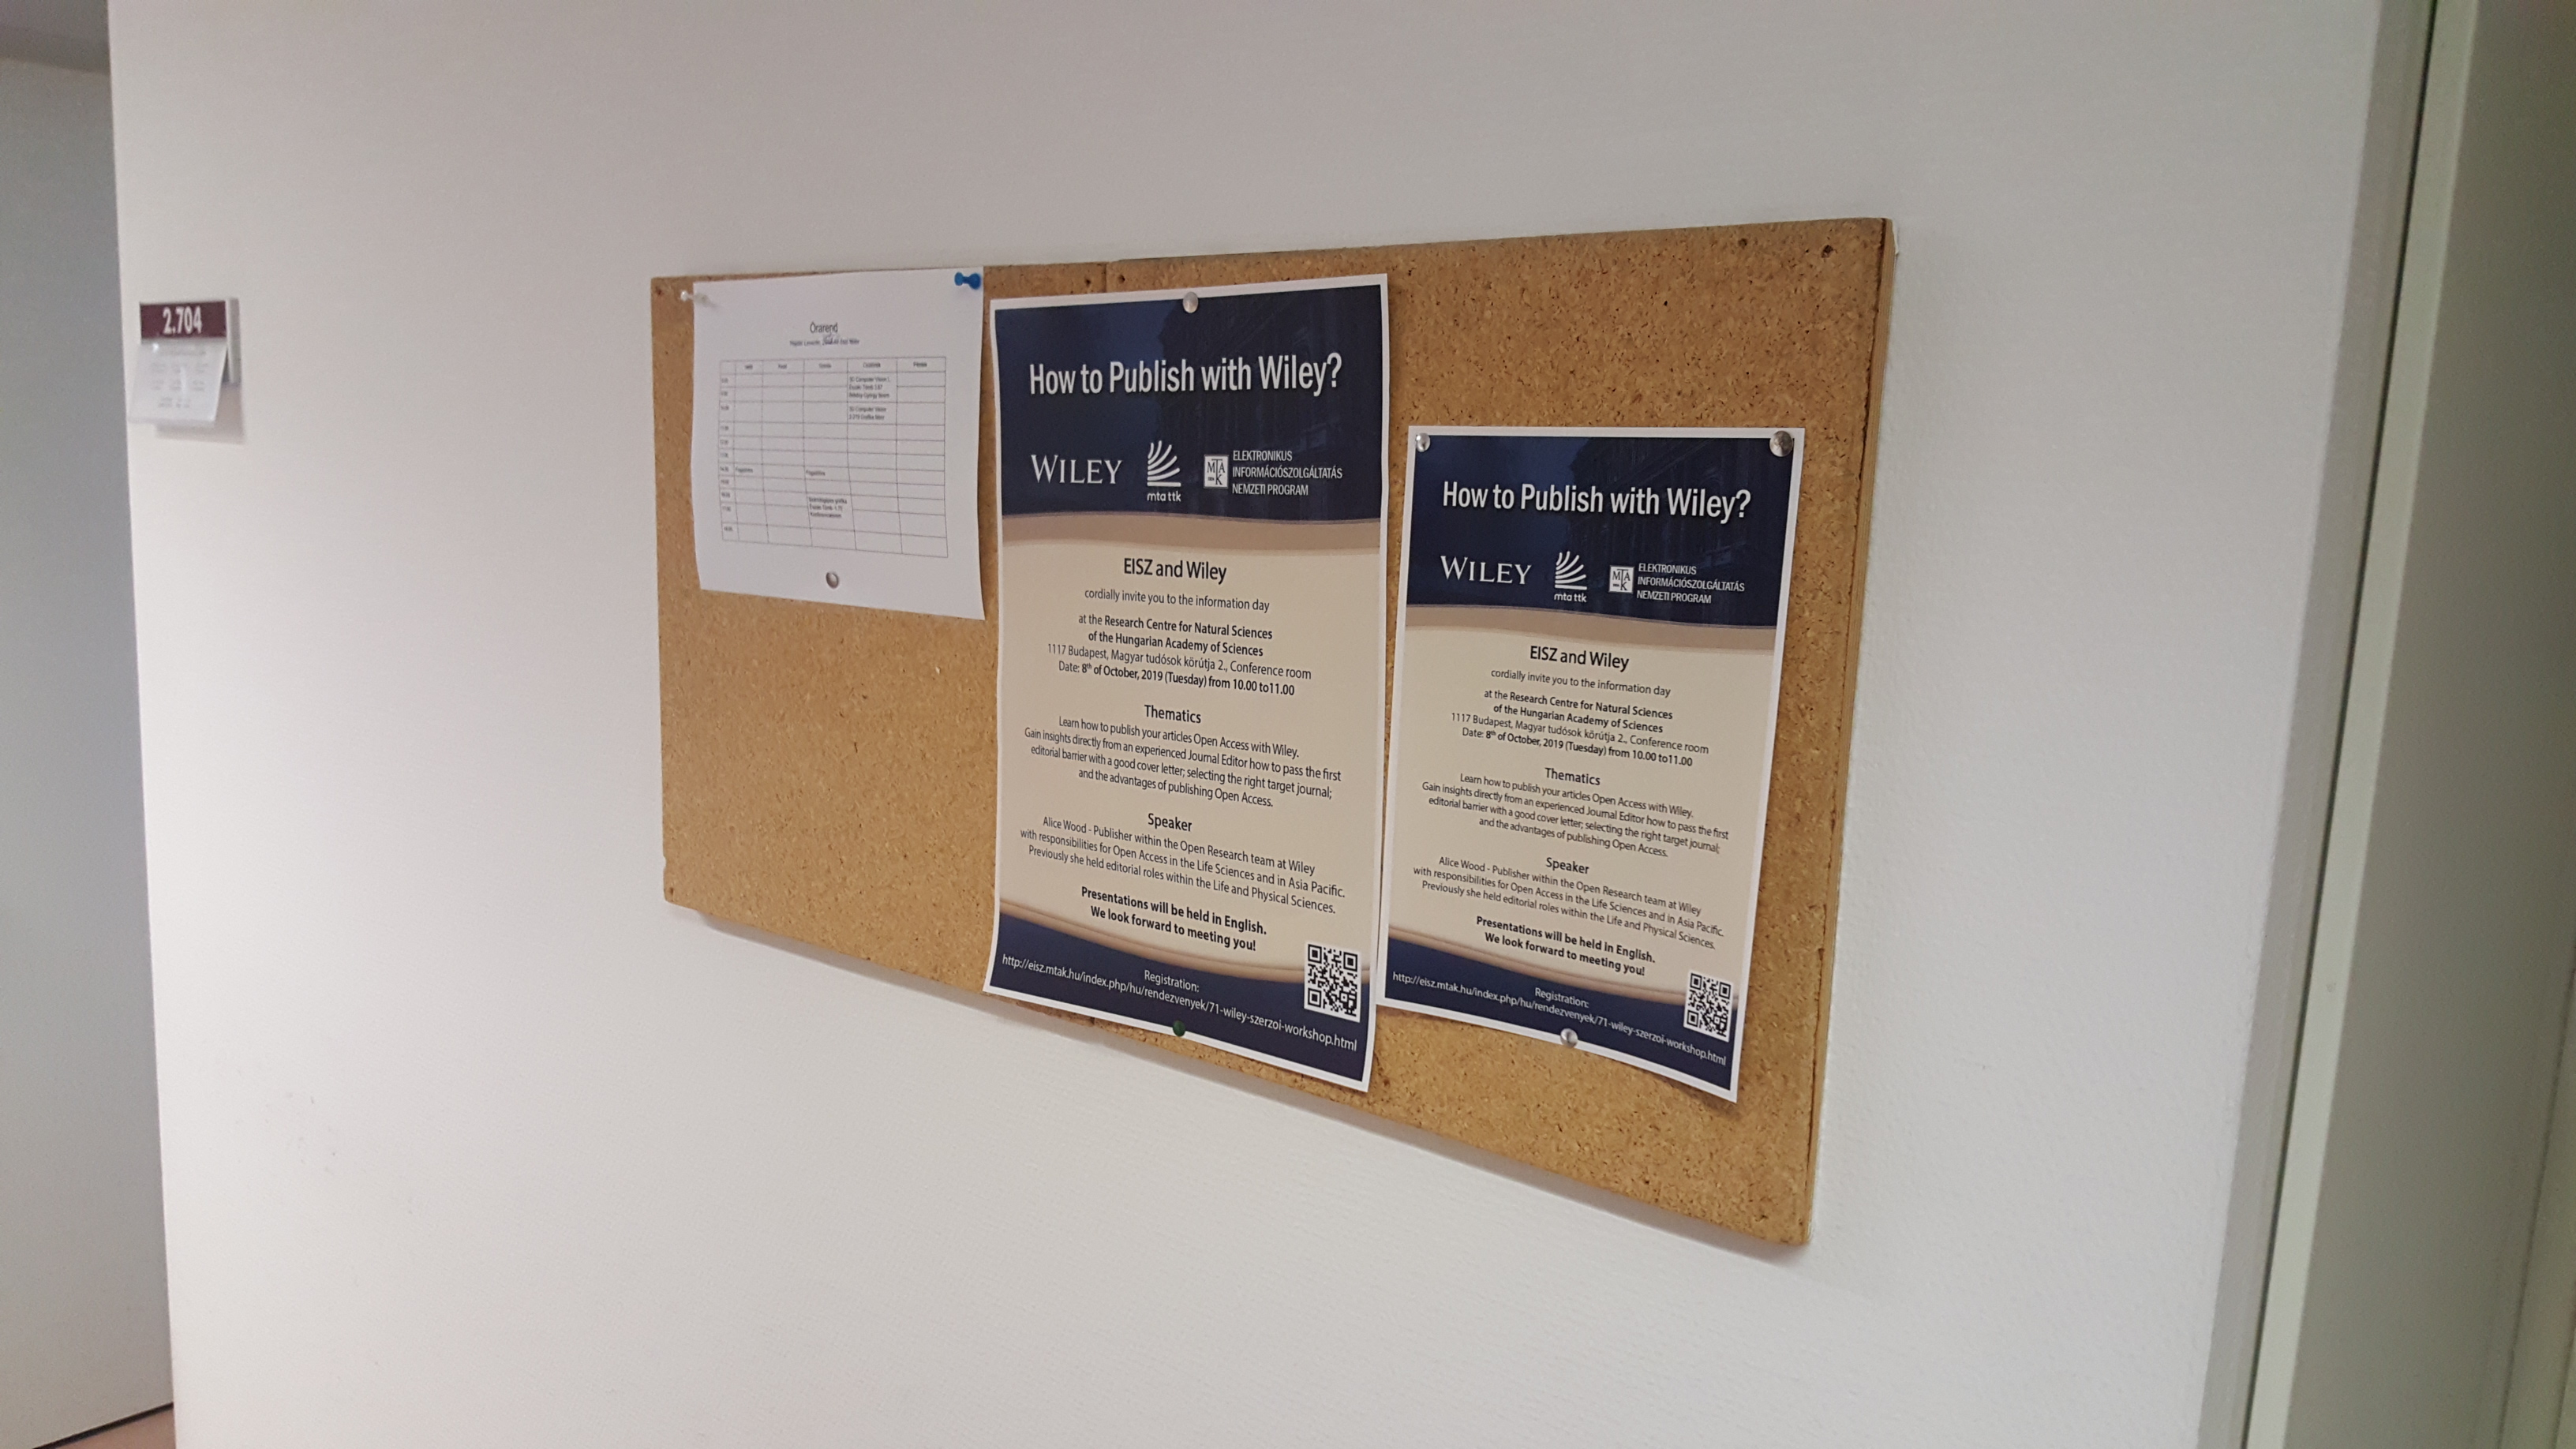 2.704
Órarend
How to Publish with Wiley?
WILEY
mta ttk
MTA
K
ELEKTRONIKUS
INFORMÁCIÓSZOLGÁLTATÁS
NEMZETI PROGRAM
EISZ and Wiley
cordially invite you to the information day
at the Research Centre for Natural Sciences
of the Hungarian Academy of Sciences
1117 Budapest, Magyar tudósok körútja 2., Conference room
Date: 8th of October, 2019 (Tuesday) from 10.00 to11.00
Thematics
Learn how to publish your articles Open Access with Wiley.
Gain insights directly from an experienced Journal Editor how to pass the first
editorial barrier with a good cover letter; selecting the right target journal;
and the advantages of publishing Open Access.
Speaker
Alice Wood - Publisher within the Open Research team at Wiley
with responsibilities for Open Access in the Life Sciences and in Asia Pacific.
Previously she held editorial roles within the Life and Physical Sciences.
Presentations will be held in English.
We look forward to meeting you!
Registration:
http://eisz.mtak.hu/index.php/hu/rendezvenyek/71-wiley-szerzoi-workshop.html
How to Publish with Wiley?
WILEY
mta ttk
MTA
K
ELEKTRONIKUS
INFORMÁCIÓSZOLGÁLTATÁS
NEMZETI PROGRAM
EISZ and Wiley
cordially invite you to the information day
at the Research Centre for Natural Sciences
of the Hungarian Academy of Sciences
1117 Budapest, Magyar tudósok körútja 2., Conference room
Date: 8th of October, 2019 (Tuesday) from 10.00 to11.00
Thematics
Learn how to publish your articles Open Access with Wiley.
Gain insights directly from an experienced Journal Editor how to pass the first
editorial barrier with a good cover letter; selecting the right target journal;
and the advantages of publishing Open Access.
Speaker
Alice Wood - Publisher within the Open Research team at Wiley
with responsibilities for Open Access in the Life Sciences and in Asia Pacific.
Previously she held editorial roles within the Life and Physical Sciences.
Presentations will be held in English.
We look forward to meeting you!
Registration:
http://eisz.mtak.hu/index.php/hu/rendezvenyek/71-wiley-szerzoi-workshop.html